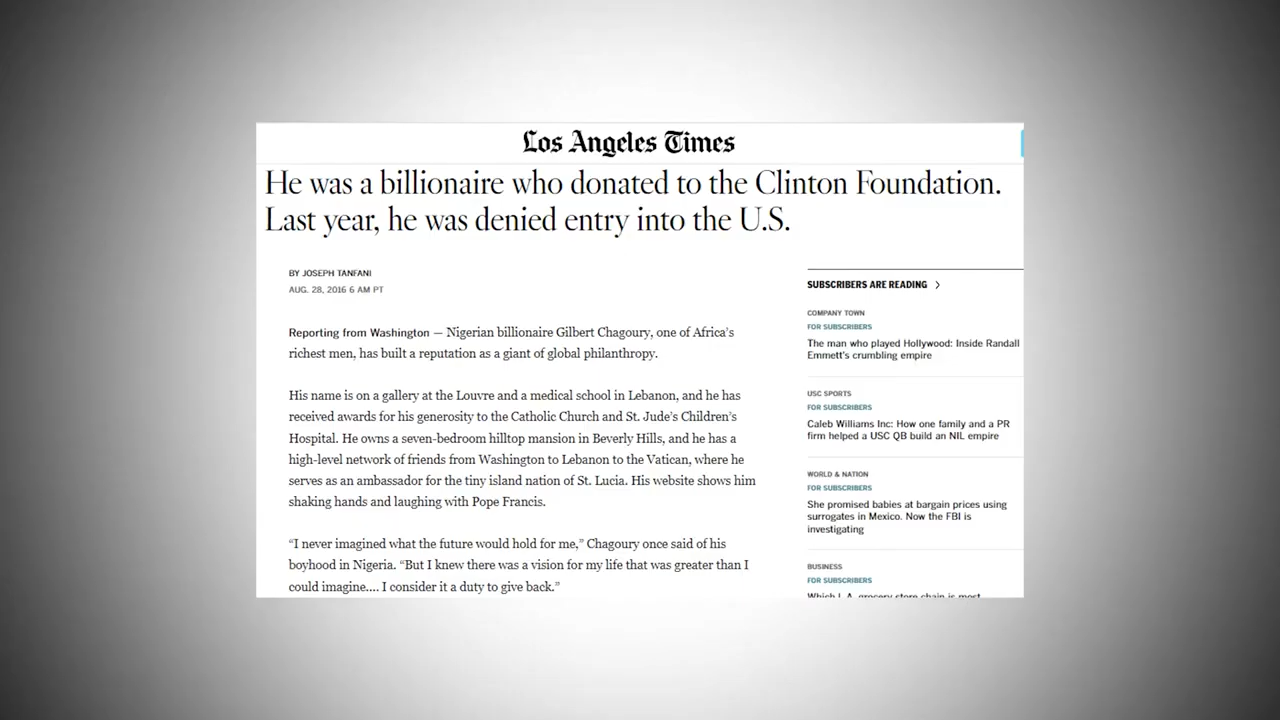 Los Angeles Times
He was a billionaire who donated to the Clinton Foundation.
Last year, he was denied entry into the U.S.
BY JOSEPH TANFANI
AUG. 28, 2016 6 AM PT
Reporting from Washington — Nigerian billionaire Gilbert Chagoury, one of Africa's
richest men, has built a reputation as a giant of global philanthropy.
His name is on a gallery at the Louvre and a medical school in Lebanon, and he has
received awards for his generosity to the Catholic Church and St. Jude's Children's
Hospital. He owns a seven-bedroom hilltop mansion in Beverly Hills, and he has a
high-level network of friends from Washington to Lebanon to the Vatican, where he
serves as an ambassador for the tiny island nation of St. Lucia. His website shows him
shaking hands and laughing with Pope Francis.
“I never imagined what the future would hold for me,” Chagoury once said of his
boyhood in Nigeria. “But I knew there was a vision for my life that was greater than I
could imagine.... I consider it a duty to give back.”
SUBSCRIBERS ARE READING >
COMPANY TOWN
FOR SUBSCRIBERS
The man who played Hollywood: Inside Randall
Emmett's crumbling empire
USC SPORTS
FOR SUBSCRIBERS
Caleb Williams Inc: How one family and a PR
firm helped a USC QB build an NIL empire
WORLD & NATION
FOR SUBSCRIBERS
She promised babies at bargain prices using
surrogates in Mexico. Now the FBI is
investigating
BUSINESS
FOR SUBSCRIBERS
Which L.A. grocery store chain is most